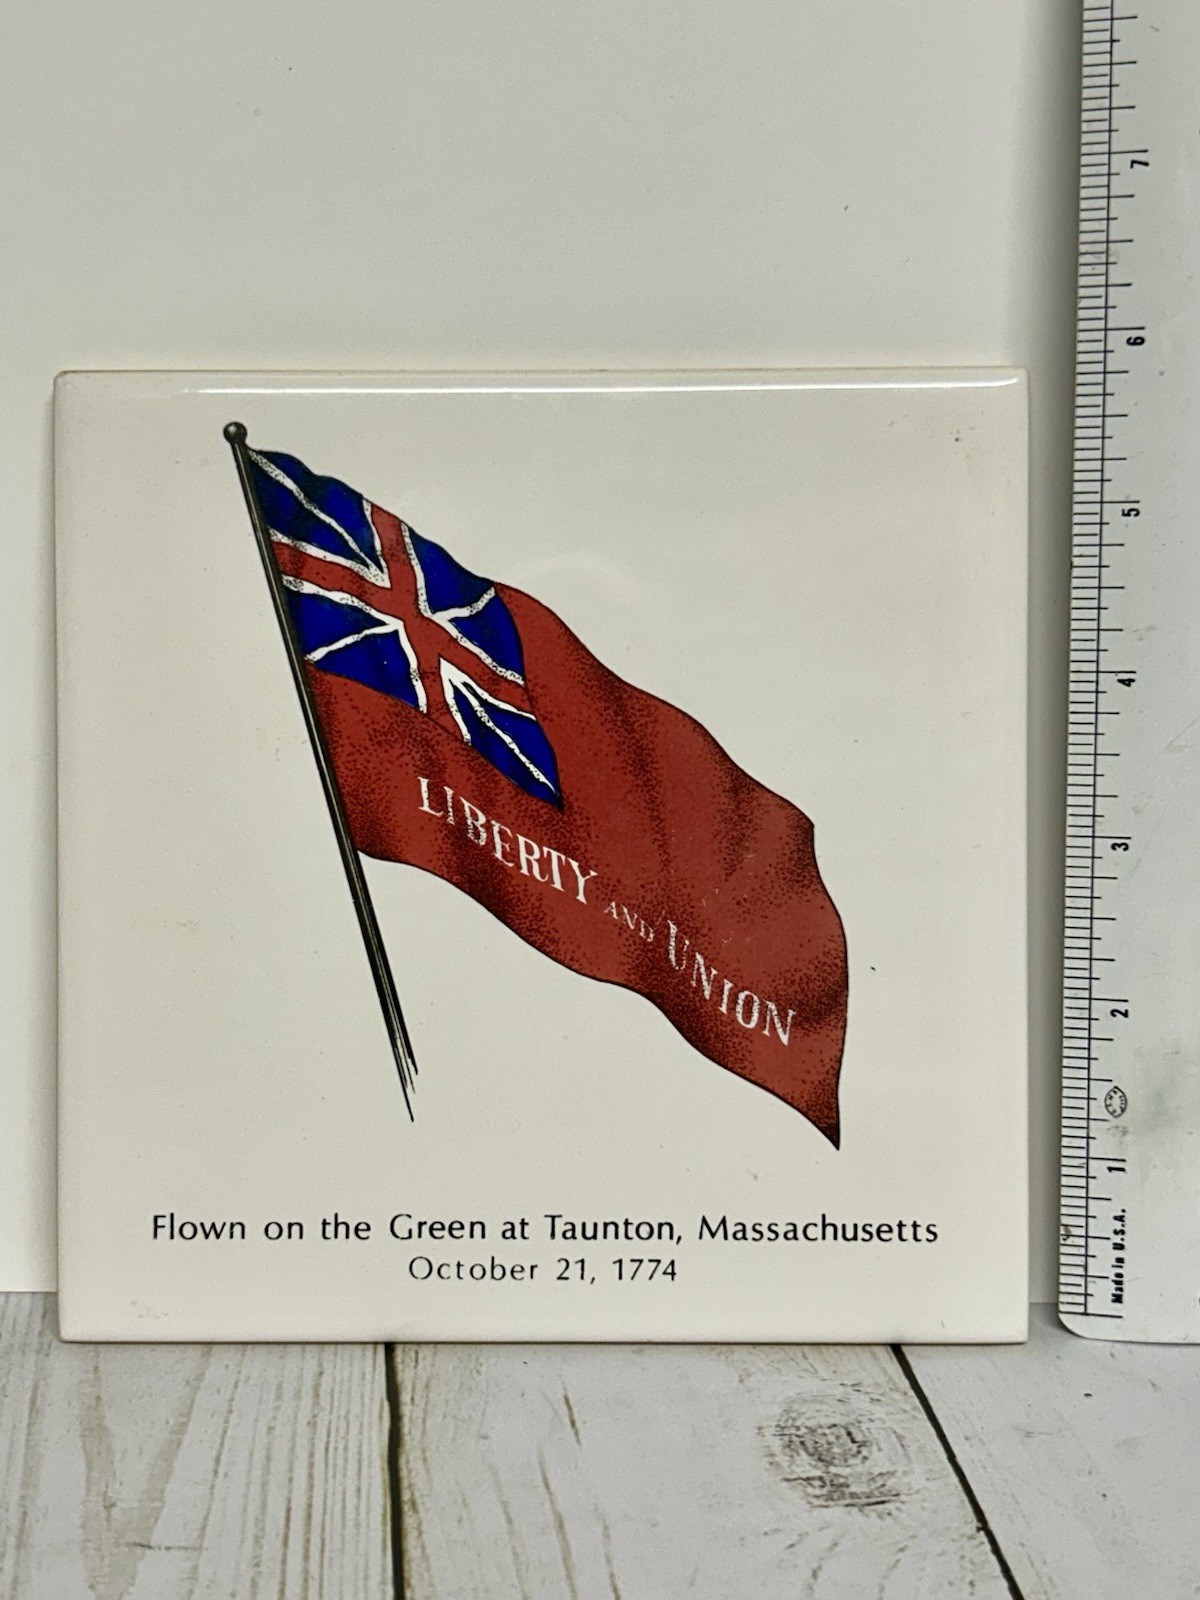 LIBERTY AND UNION
Flown on the Green at Taunton, Massachusetts
October 21, 1774
7
6
5
4
3
2
1
Made in U.S.A.